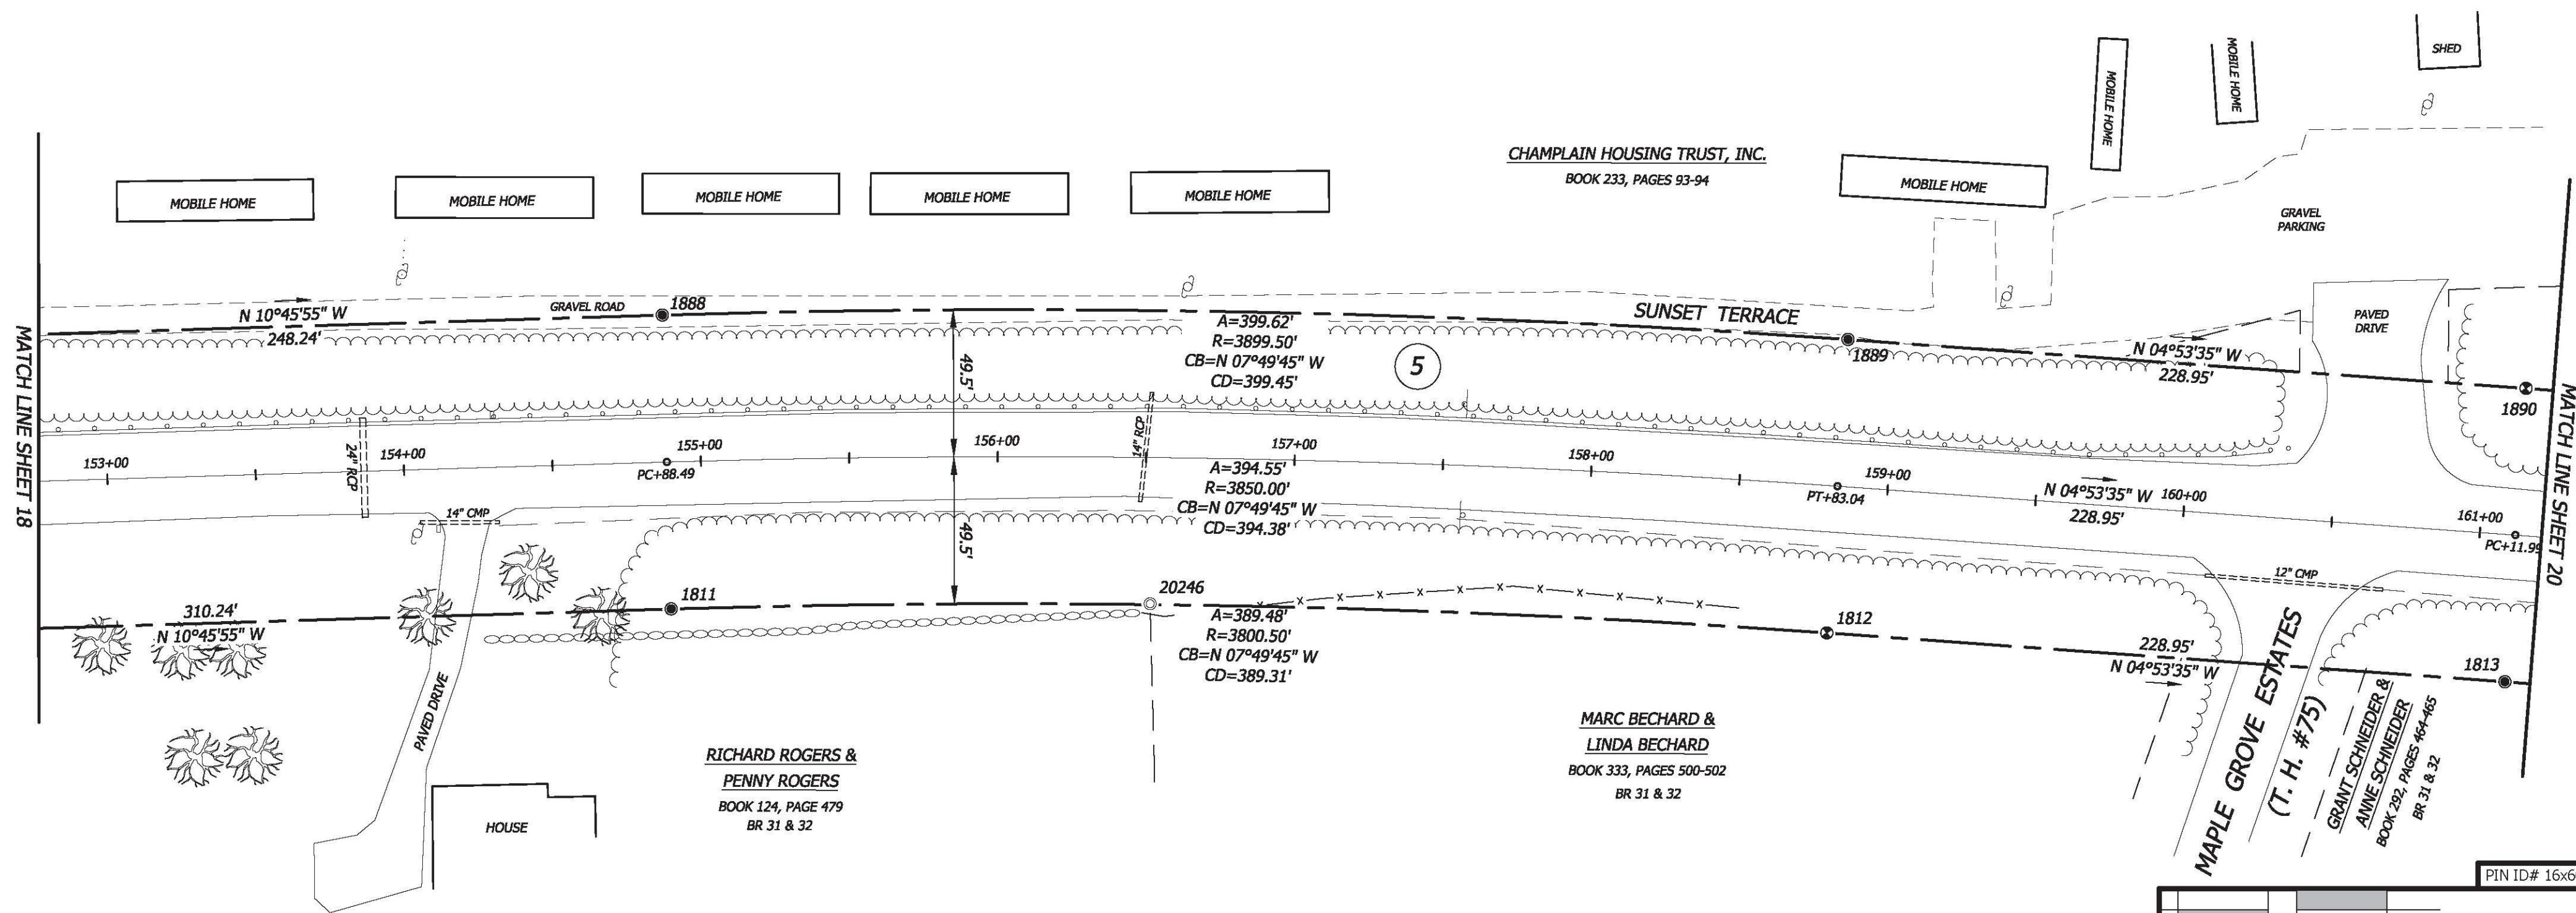 SHED
MOBILE HOME
MOBILE HOME
CHAMPLAIN HOUSING TRUST, INC.
BOOK 233, PAGES 93-94
MOBILE HOME
MOBILE HOME
MOBILE HOME
MOBILE HOME
MOBILE HOME
MOBILE HOME
GRAVEL
PARKING
MATCH LINE SHEET 18
N 10°45'55" W
248.24'
GRAVEL ROAD
1888
49.5'
A=399.62'
R=3899.50'
CB=N 07°49'45" W
CD=399.45'
5
SUNSET TERRACE
1889
N 04°53'35" W
228.95'
PAVED
DRIVE
1890
MATCH LINE SHEET 20
153+00
24" RCP
154+00
PC+88.49
155+00
156+00
14" RCP
157+00
158+00
PT+83.04
159+00
N 04°53'35" W
228.95'
160+00
161+00
PC+11.99
A=394.55'
R=3850.00'
CB=N 07°49'45" W
CD=394.38'
49.5'
14" CMP
12" CMP
310.24'
N 10°45'55" W
1811
20246
A=389.48'
R=3800.50'
CB=N 07°49'45" W
CD=389.31'
1812
228.95'
N 04°53'35" W
1813
PAVED DRIVE
HOUSE
RICHARD ROGERS &
PENNY ROGERS
BOOK 124, PAGE 479
BR 31 & 32
MARC BECHARD &
LINDA BECHARD
BOOK 333, PAGES 500-502
BR 31 & 32
MAPLE GROVE ESTATES
(T. H. #75)
GRANT SCHNEIDER &
ANNE SCHNEIDER
BOOK 292, PAGES 464-465
BR 31 & 32
PIN ID# 16x6